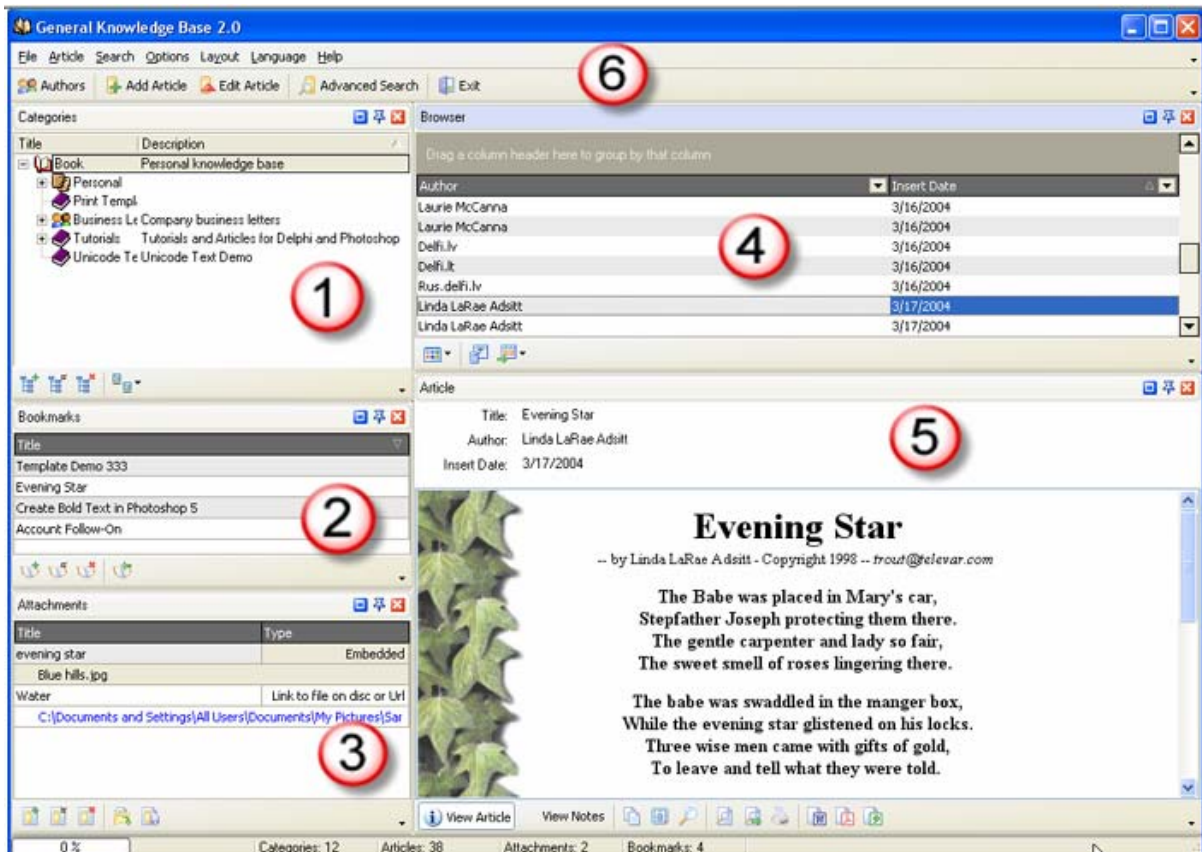 General Knowledge Base 2.0
File Article Search Options Layout Language Help
Authors Add Article Edit Article Advanced Search Exit
6
Categories
Title Description
Book Personal knowledge base
Personal
Print Templ
Business Le Company business letters
Tutorials Tutorials and Articles for Delphi and Photoshop
Unicode Te Unicode Text Demo
1
Bookmarks
Title
Template Demo 333
Evening Star
Create Bold Text in Photoshop 5
Account Follow-On
2
Attachments
Title Type
evening star Embedded
Blue hills.jpg
Water Link to file on disc or Url
C:\Documents and Settings\All Users\Documents\My Pictures\Sar
3
Browser
Drag a column header here to group by that column
Author Insert Date
Laurie McCanna 3/16/2004
Laurie McCanna 3/16/2004
Delfi.lv 3/16/2004
Delfi.lt 3/16/2004
Rus.delfi.lv 3/16/2004
Linda LaRae Adsitt 3/17/2004
Linda LaRae Adsitt 3/17/2004
4
Article
Title: Evening Star
Author: Linda LaRae Adsitt
Insert Date: 3/17/2004
5
Evening Star
-- by Linda LaRae Adsitt - Copyright 1998 -- trout@televar.com
The Babe was placed in Mary's car,
Stepfather Joseph protecting them there.
The gentle carpenter and lady so fair,
The sweet smell of roses lingering there.
The babe was swaddled in the manger box,
While the evening star glistened on his locks.
Three wise men came with gifts of gold,
To leave and tell what they were told.
View Article View Notes
0 % Categories: 12 Articles: 38 Attachments: 2 Bookmarks: 4